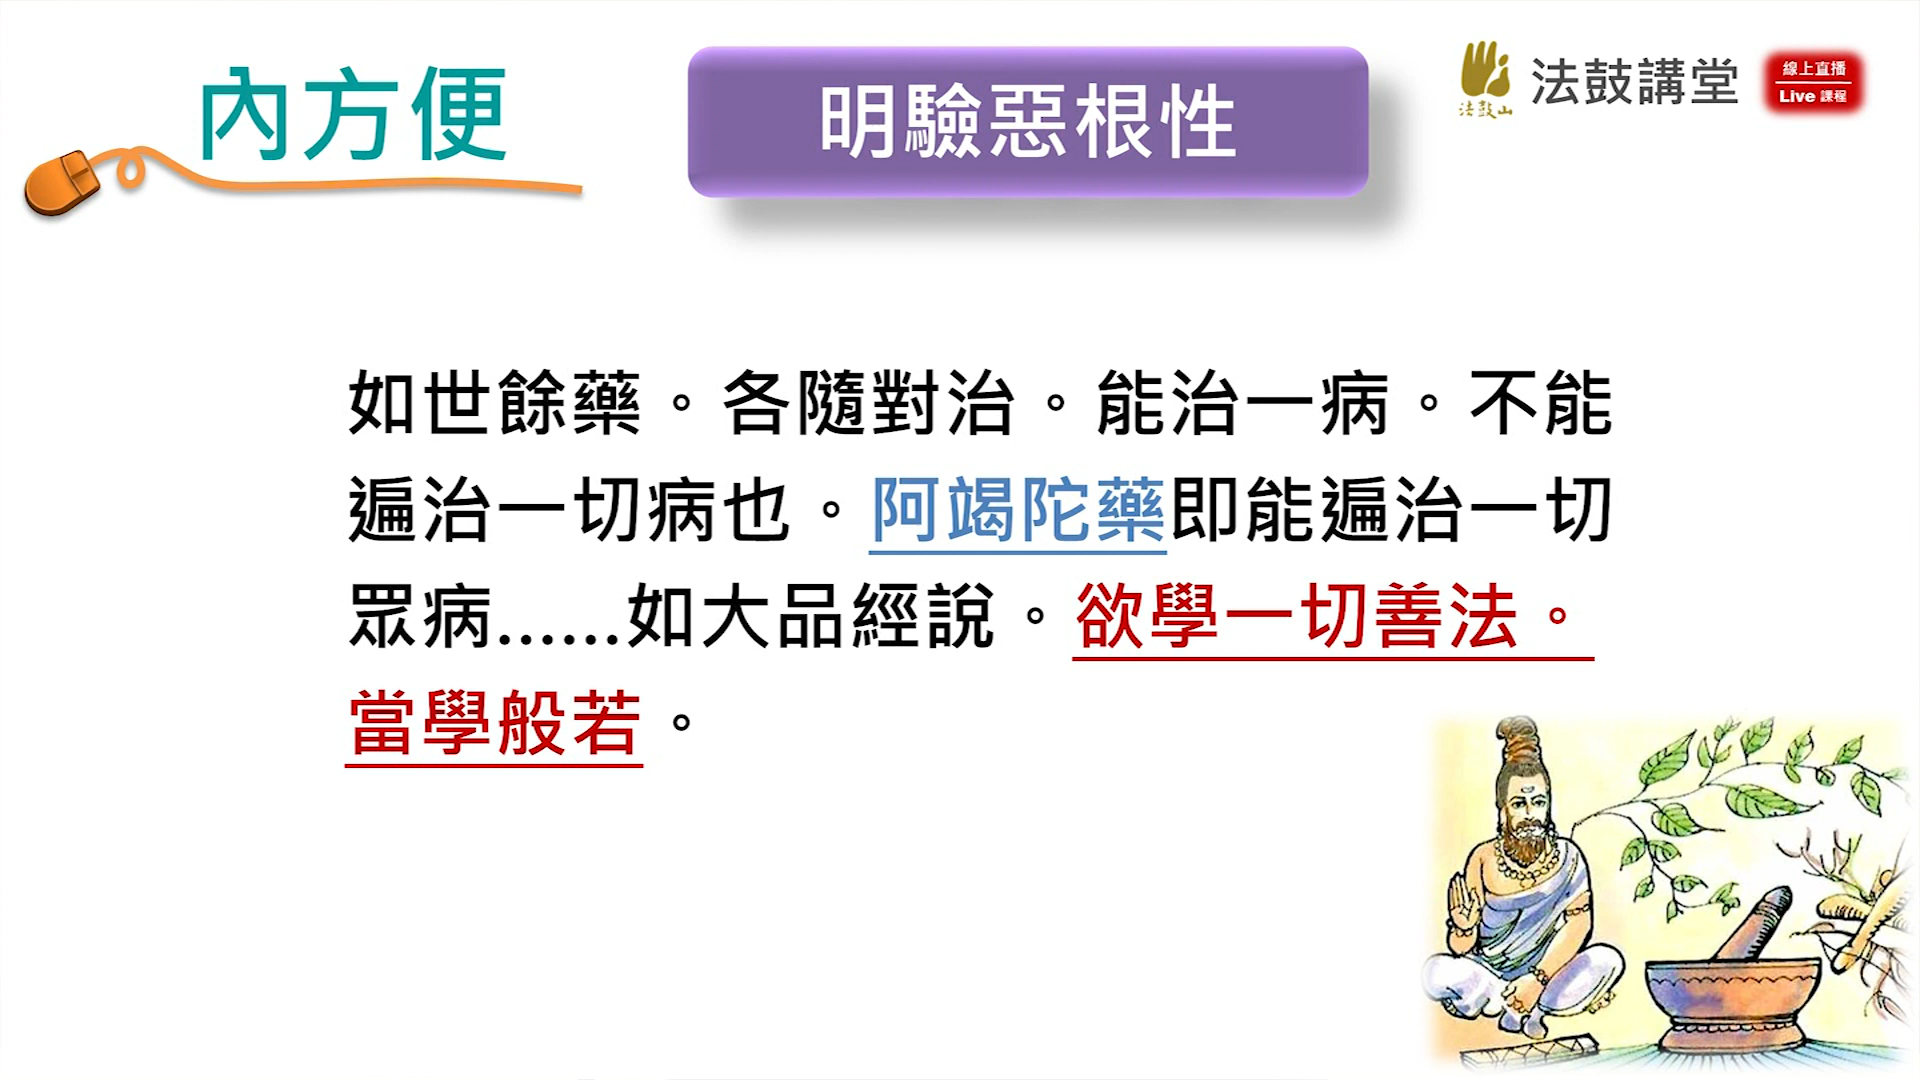 內方便
明驗惡根性
法鼓山
法鼓講堂
線上直播
Live 課程
如世餘藥。各隨對治。能治一病。不能
遍治一切病也。阿竭陀藥即能遍治一切
眾病……如大品經說。欲學一切善法。
當學般若。